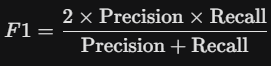 F1 = 2 × Precision × Recall / Precision + Recall